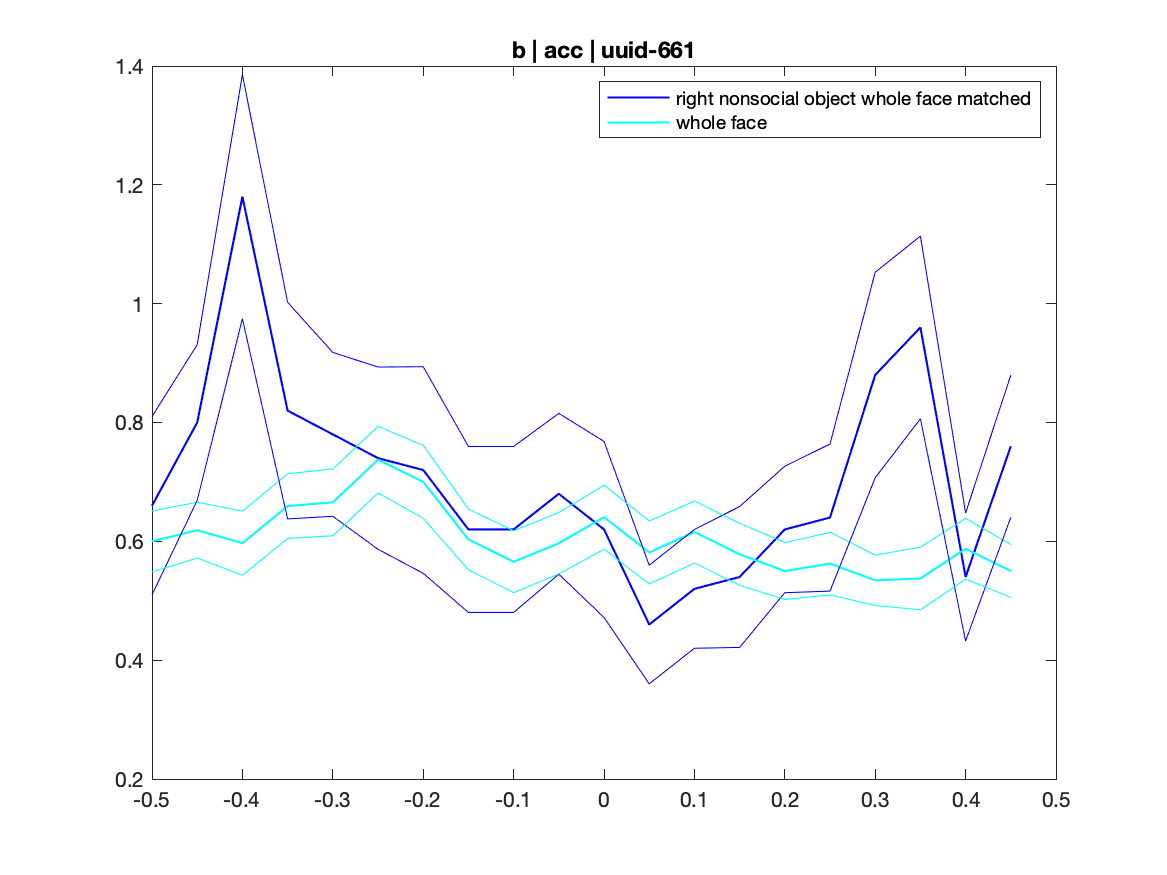 b | acc | uuid-661
right nonsocial object whole face matched
whole face
1.4
1.2
1
0.8
0.6
0.4
0.2
-0.5 -0.4 -0.3 -0.2 -0.1 0 0.1 0.2 0.3 0.4 0.5